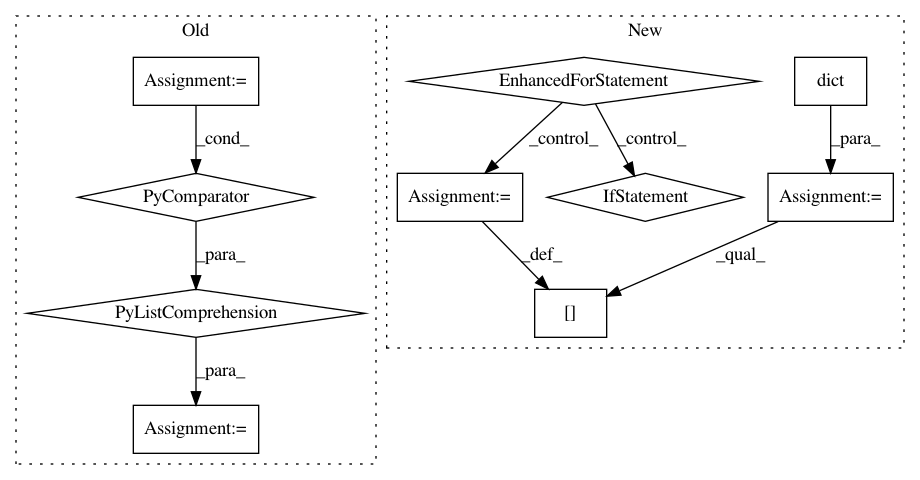 Old
New
Assignment:=
EnhancedForStatement
dict
_cond_
_control_
_control_
_para_
PyComparator
Assignment:=
IfStatement
Assignment:=
_para_
_def_
_qual_
PyListComprehension
[]
_para_
Assignment:=